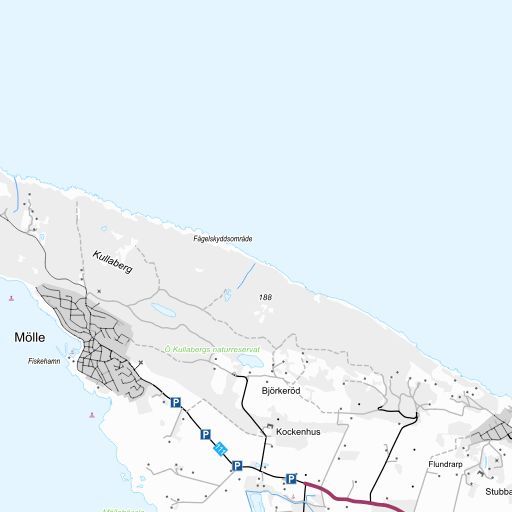 Fågelskyddsområde
Kullaberg
188
Mölle
Ö Kullabergs naturreservat
Fiskehamn
Björkeröd
P
Kockenhus
P
P
P
Flundrarp
Stubba